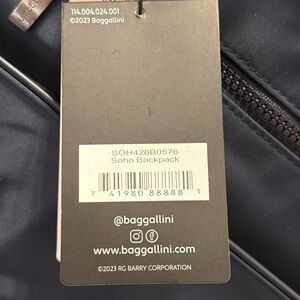 114.004.024.001
©2023 Baggallini
SOH426B0576
Soho Backpack
7 41980 88888 1
@baggallini
www.baggallini.com
©2023 RG BARRY CORPORATION